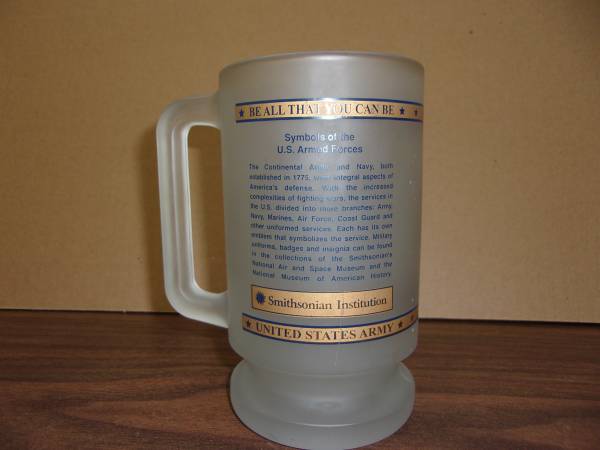 ★ BE ALL THAT YOU CAN BE ★ ★
Symbols of the
U.S. Armed Forces
The Continental Army and Navy, both
established in 1775, were integral aspects of
America's defense. With the increased
complexities of fighting wars, the services in
the U.S. divided into more branches: Army,
Navy, Marines, Air Force, Coast Guard and
other uniformed services. Each has its own
emblem that symbolizes the service. Military
uniforms, badges and insignia can be found
in the collections of the Smithsonian's
National Air and Space Museum and the
National Museum of American History.
Smithsonian Institution
★ UNITED STATES ARMY ★ ★